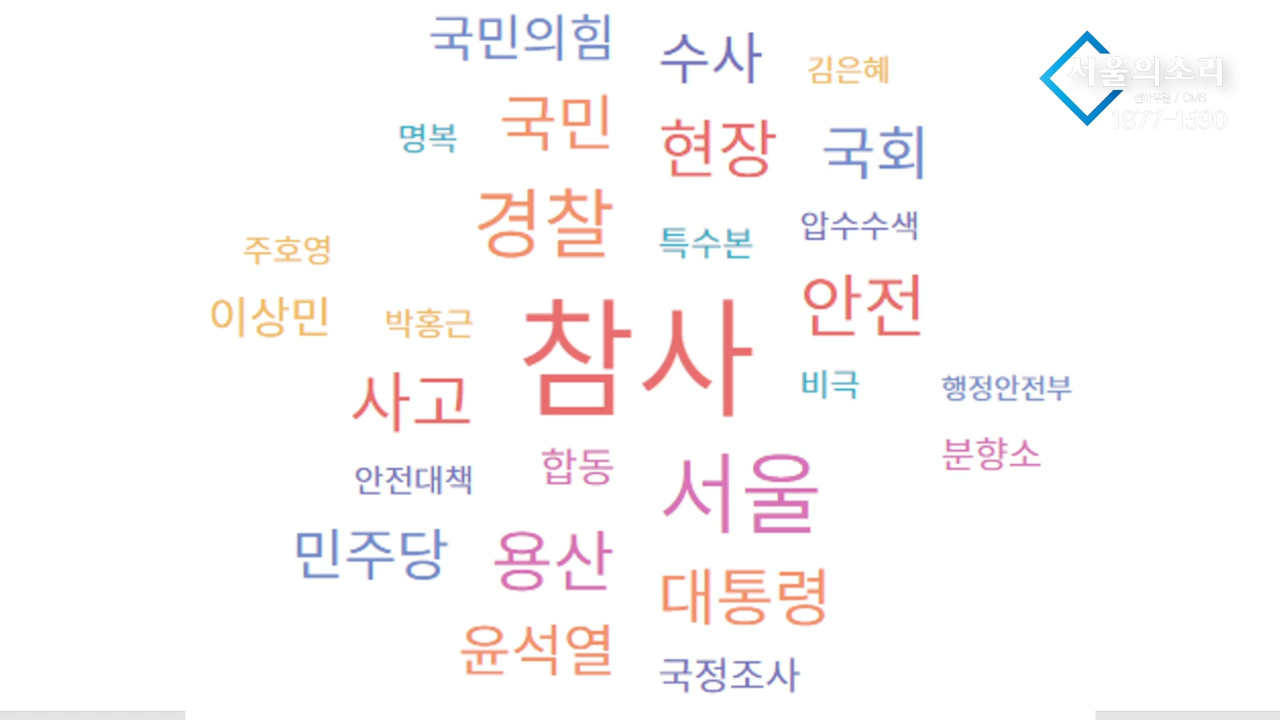 국민의힘
수사
김은혜
서울의소리
국민
명복
현장
국회
1877-1580
경찰
특수본
압수수색
주호영
이상민
박홍근
참사
안전
사고
비극
행정안전부
안전대책
합동
서울
분향소
민주당
용산
대통령
윤석열
국정조사